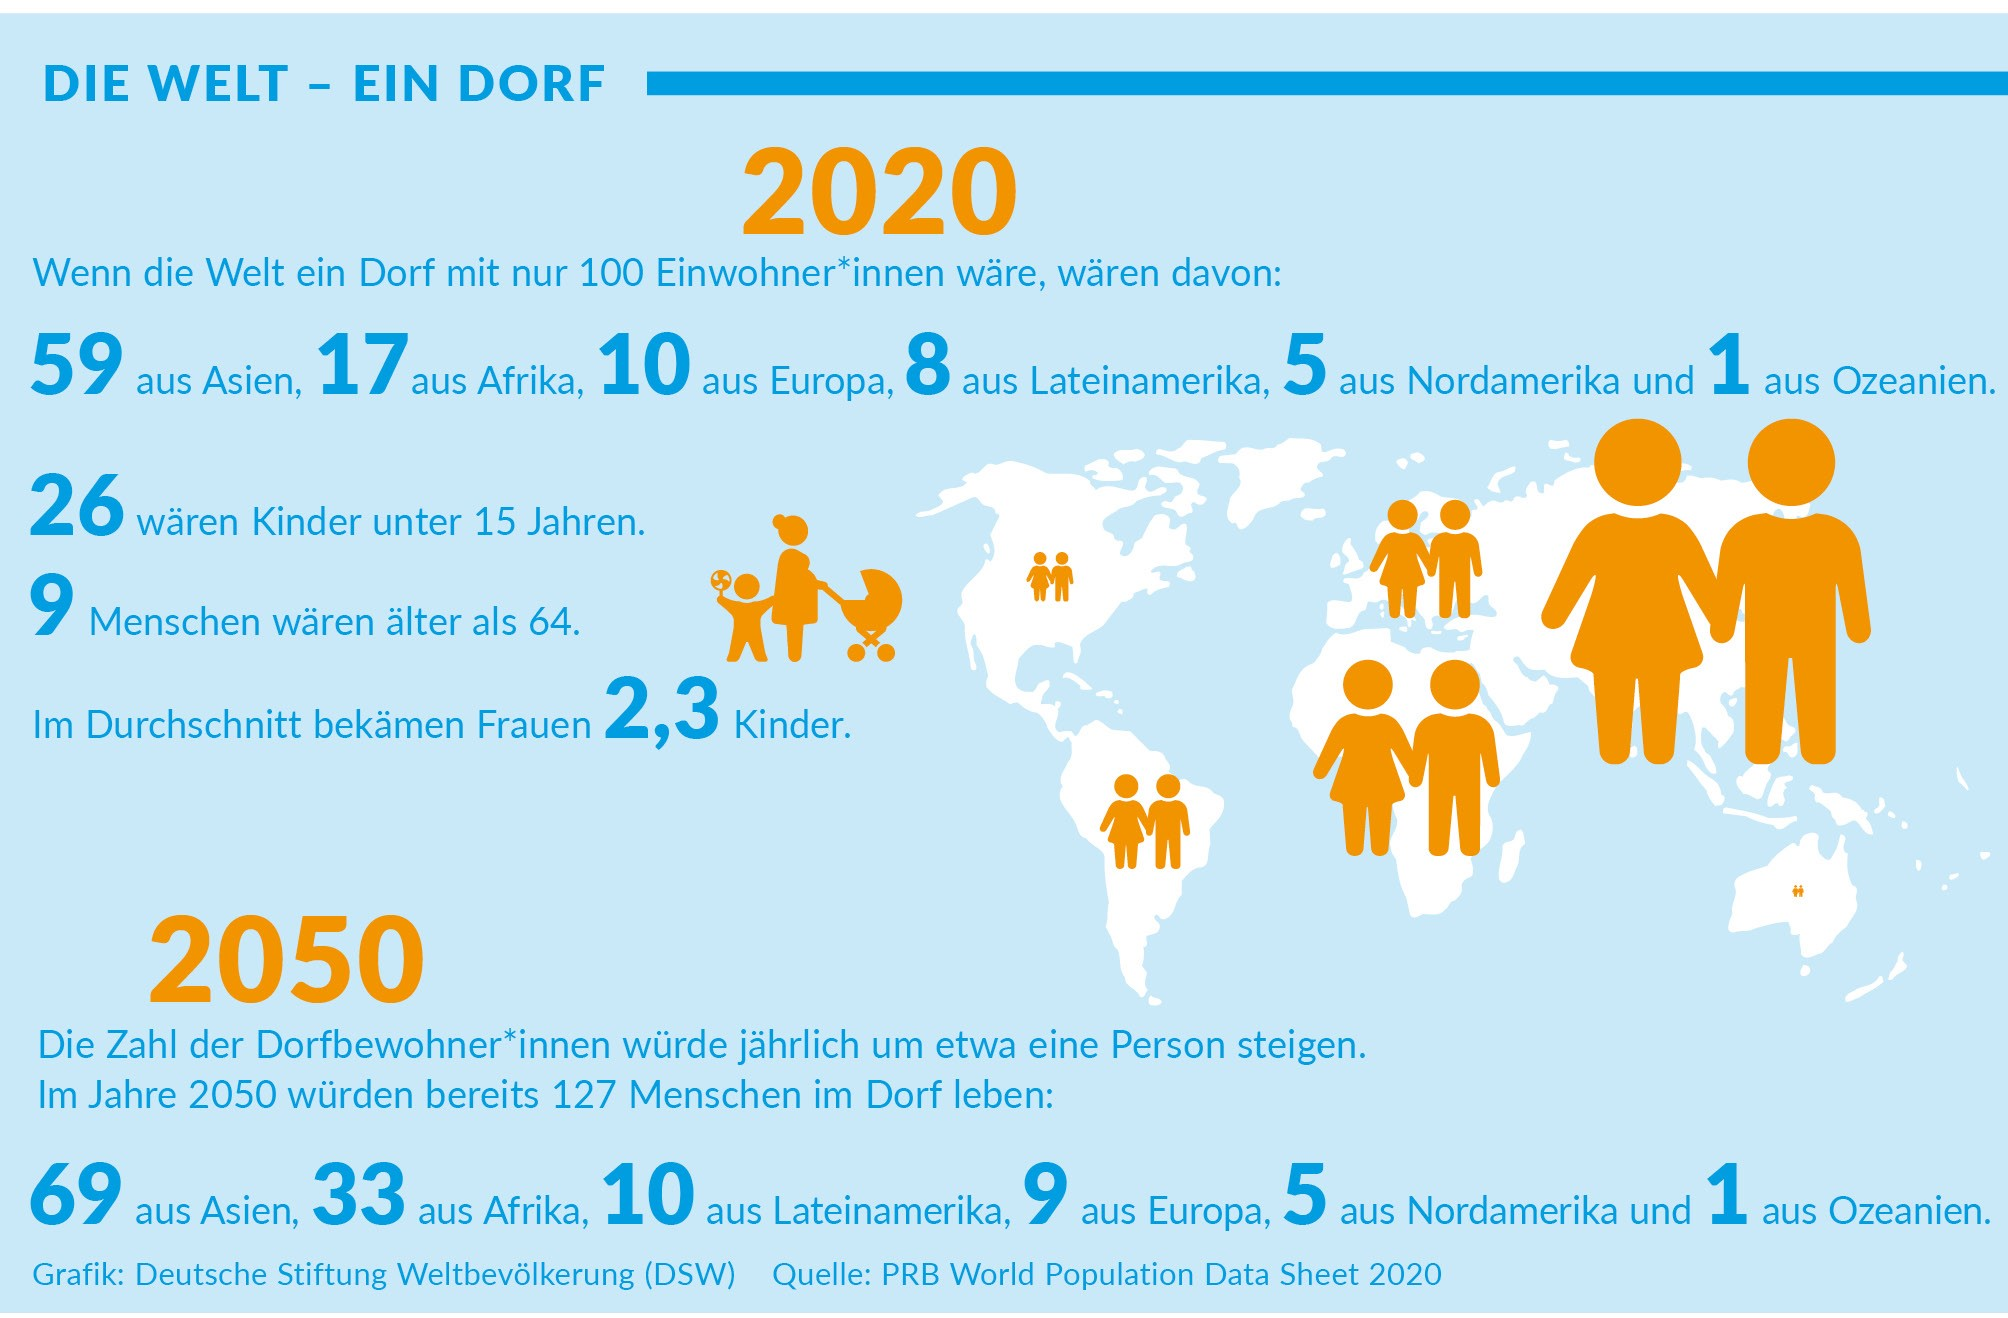 DIE WELT – EIN DORF
2020
Wenn die Welt ein Dorf mit nur 100 Einwohner*innen wäre, wären davon:
59 aus Asien, 17 aus Afrika, 10 aus Europa, 8 aus Lateinamerika, 5 aus Nordamerika und 1 aus Ozeanien.
26 wären Kinder unter 15 Jahren.
9 Menschen wären älter als 64.
Im Durchschnitt bekämen Frauen 2,3 Kinder.
2050
Die Zahl der Dorfbewohner*innen würde jährlich um etwa eine Person steigen.
Im Jahre 2050 würden bereits 127 Menschen im Dorf leben:
69 aus Asien, 33 aus Afrika, 10 aus Lateinamerika, 9 aus Europa, 5 aus Nordamerika und 1 aus Ozeanien.
Grafik: Deutsche Stiftung Weltbevölkerung (DSW) Quelle: PRB World Population Data Sheet 2020